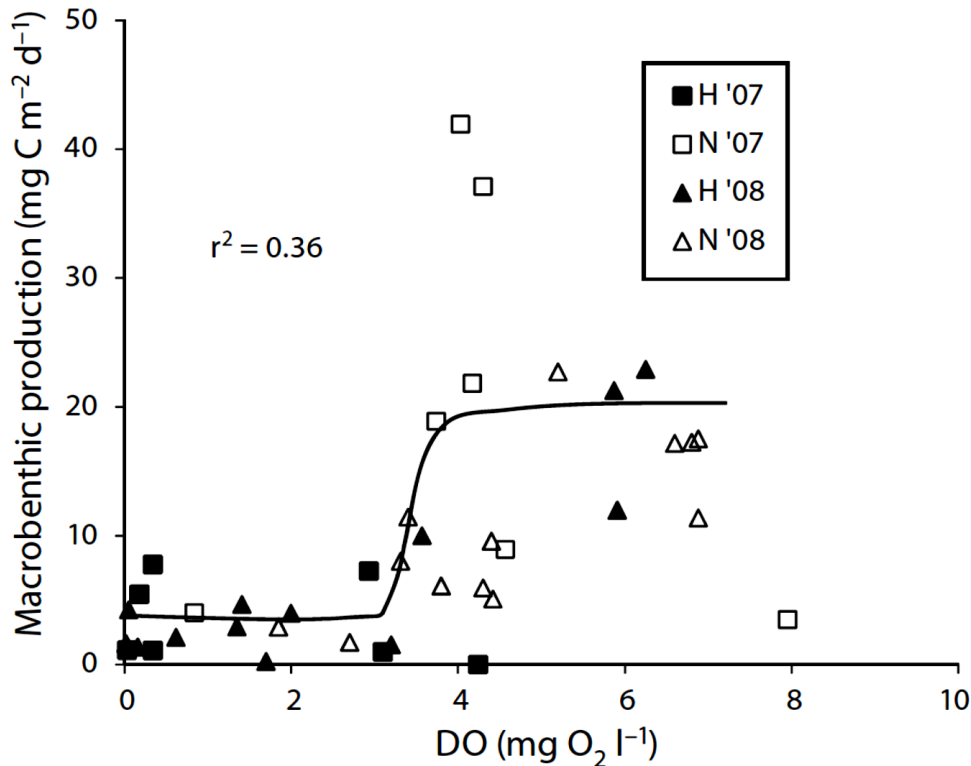 Macrobenthic production (mg C m⁻² d⁻¹)
50
40
30
20
10
0
r² = 0.36
H '07
N '07
H '08
N '08
0 2 4 6 8 10
DO (mg O₂ l⁻¹)